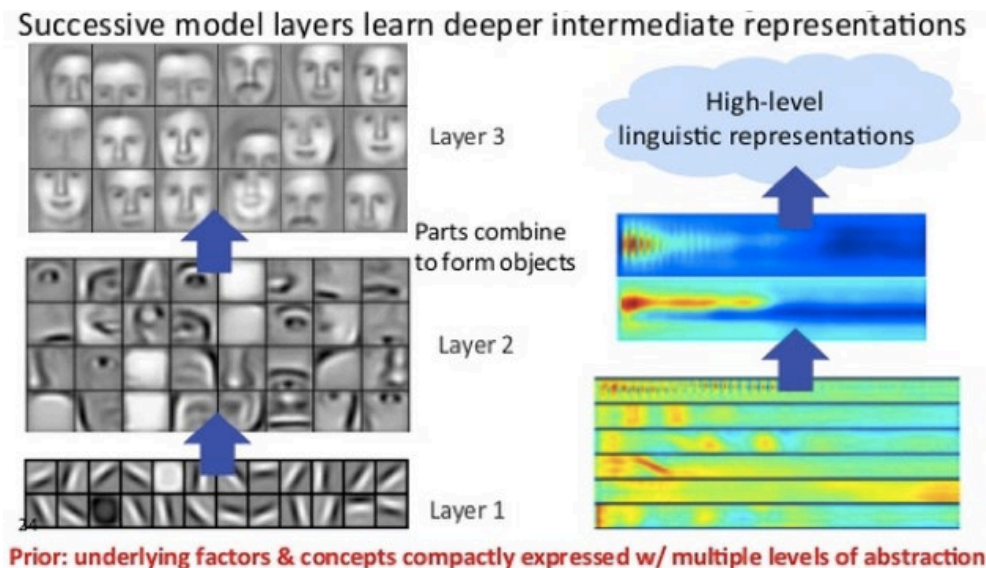 Successive model layers learn deeper intermediate representations
Layer 3
High-level
linguistic representations
Parts combine
to form objects
Layer 2
Layer 1
24
Prior: underlying factors & concepts compactly expressed w/ multiple levels of abstraction